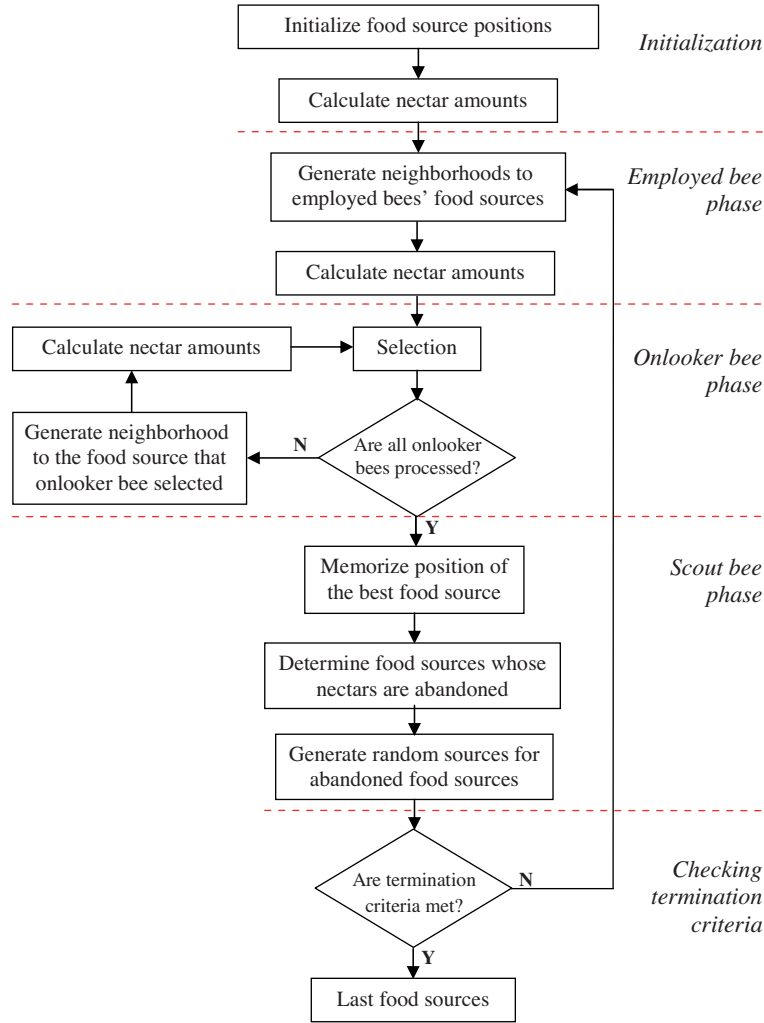 Initialize food source positions
Initialization
Calculate nectar amounts
Generate neighborhoods to
employed bees’ food sources
Employed bee
phase
Calculate nectar amounts
Calculate nectar amounts
Selection
Onlooker bee
phase
Generate neighborhood
to the food source that
onlooker bee selected
N
Are all onlooker
bees processed?
Y
Memorize position of
the best food source
Scout bee
phase
Determine food sources whose
nectars are abandoned
Generate random sources for
abandoned food sources
Are termination
criteria met?
N
Checking
termination
criteria
Y
Last food sources